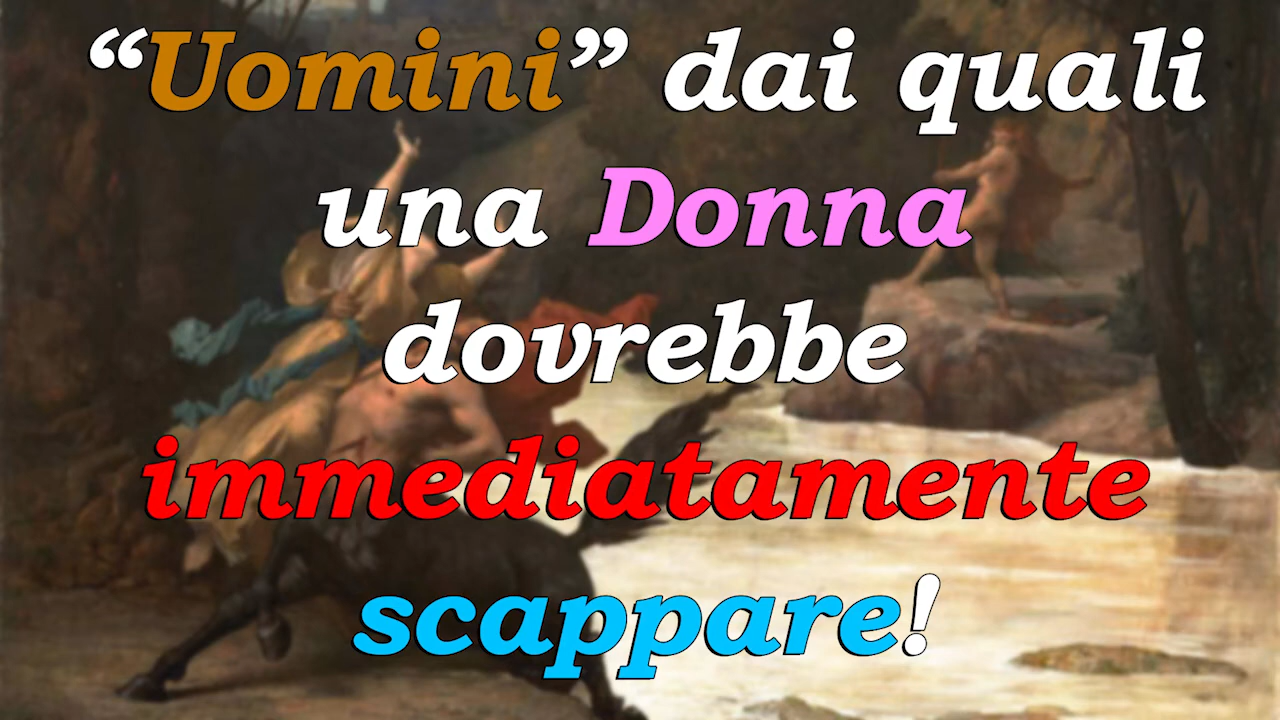 “Uomini” dai quali
una Donna
dovrebbe
immediatamente
scappare!